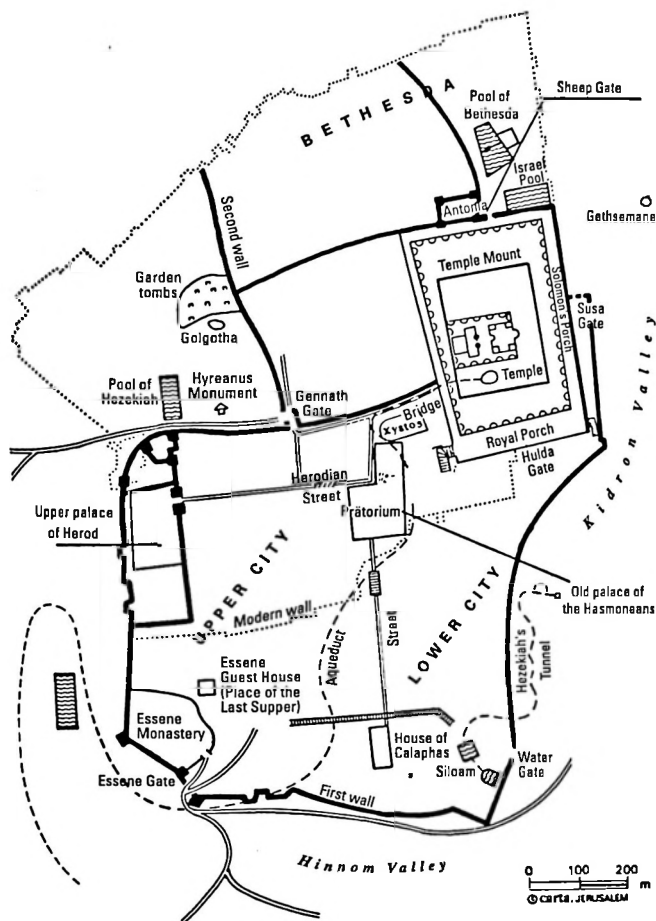 BETHESDA
Sheep Gate
Pool of
Bethesda
Israel
Pool
Antonia
Gethsemane
Second wall
Temple Mount
Solomon's Porch
Garden
tombs
Susa
Gate
Golgotha
Temple
Kidron Valley
Pool of
Hezekiah
Hyreanus
Monument
Gennath
Gate
Bridge
Xystos
Royal Porch
Hulda
Gate
Herodian
Street
Prätorium
Upper palace
of Herod
UPPER CITY
Old palace of
the Hasmoneans
Modern wall
Aqueduct
Street
LOWER CITY
Hezekiah's
Tunnel
Essene
Guest House
(Place of the
Last Supper)
Essene
Monastery
House of
Calaphas
Siloam
Water
Gate
Essene Gate
First wall
Hinnom Valley
0 100 200
m
© carta, JERUSALEM